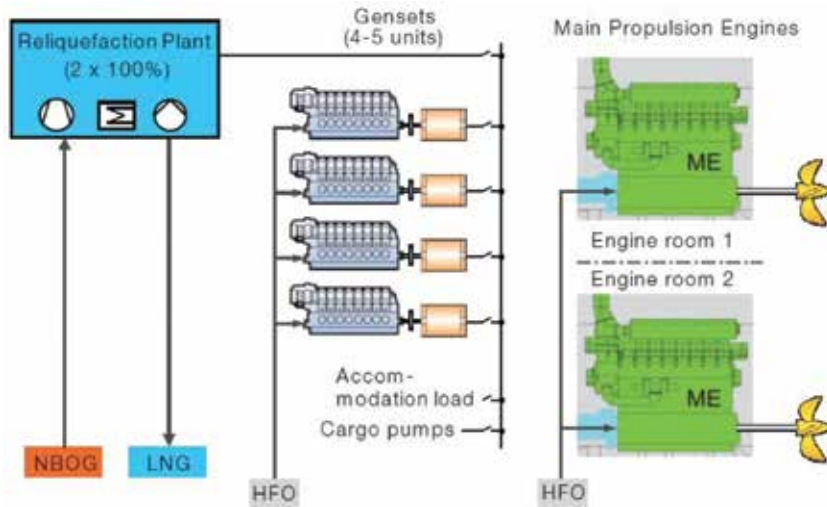 Gensets
(4-5 units)
Main Propulsion Engines
Reliquefaction Plant
(2 x 100%)
ME
Engine room 1
Engine room 2
ME
Accom-
modation load
Cargo pumps
NBOG
LNG
HFO
HFO